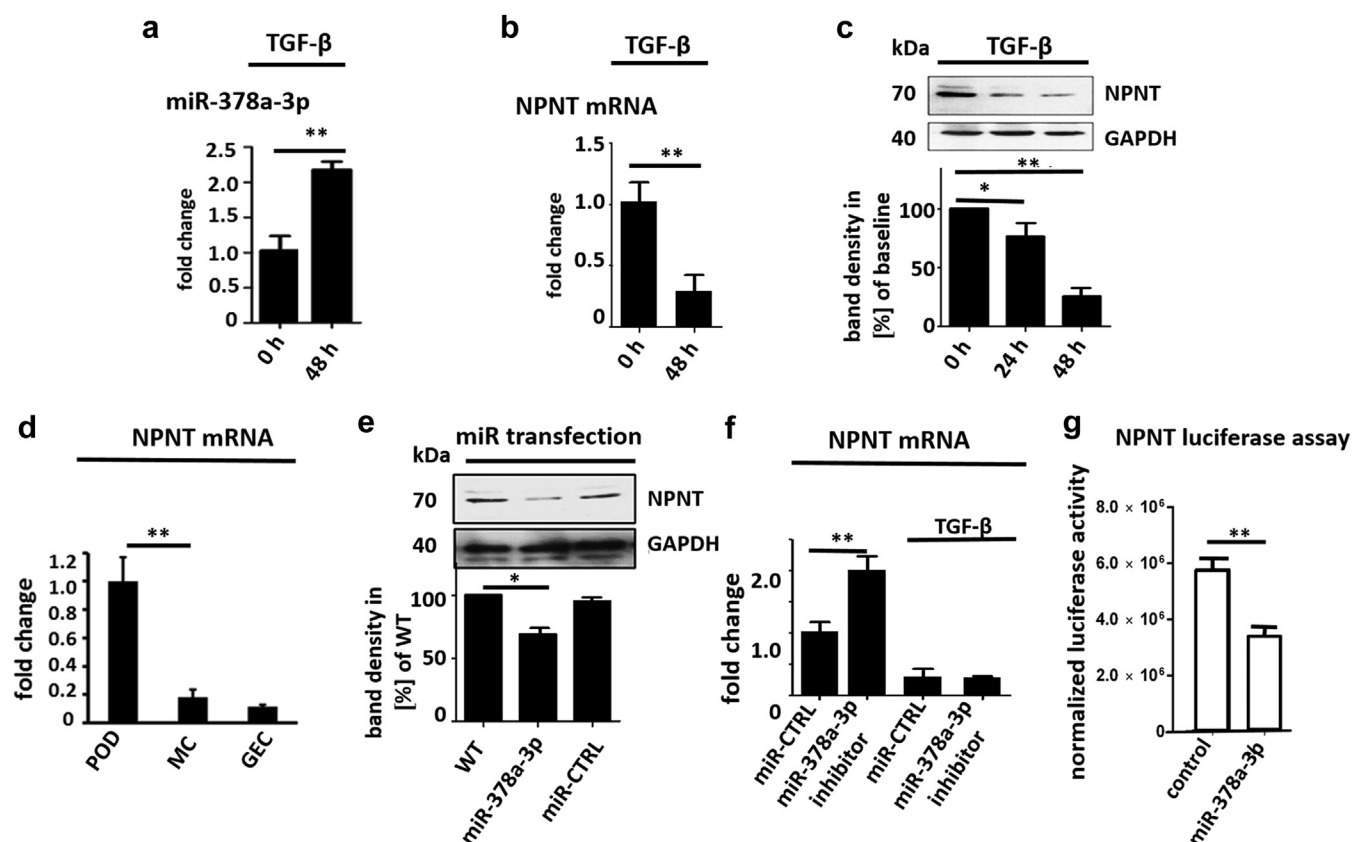 a
TGF-β
miR-378a-3p
**
fold change
2.5
2.0
1.5
1.0
0.5
0
0 h
48 h
b
TGF-β
NPNT mRNA
**
fold change
1.5
1.0
0.5
0
0 h
48 h
c
kDa
TGF-β
70
NPNT
40
GAPDH
**
*
band density in
[%] of baseline
100
50
0
0 h
24 h
48 h
d
NPNT mRNA
**
fold change
1.2
1.0
0.8
0.6
0.4
0.2
0
POD
MC
GEC
e
miR transfection
kDa
70
NPNT
40
GAPDH
*
band density in
[%] of WT
100
50
0
WT
miR-378a-3p
miR-CTRL
f
NPNT mRNA
TGF-β
**
fold change
2.0
1.0
0
miR-CTRL
miR-378a-3p
inhibitor
miR-CTRL
miR-378a-3p
inhibitor
g
NPNT luciferase assay
**
normalized luciferase activity
8.0 × 10⁶
6.0 × 10⁶
4.0 × 10⁶
2.0 × 10⁶
0
control
miR-378a-3p